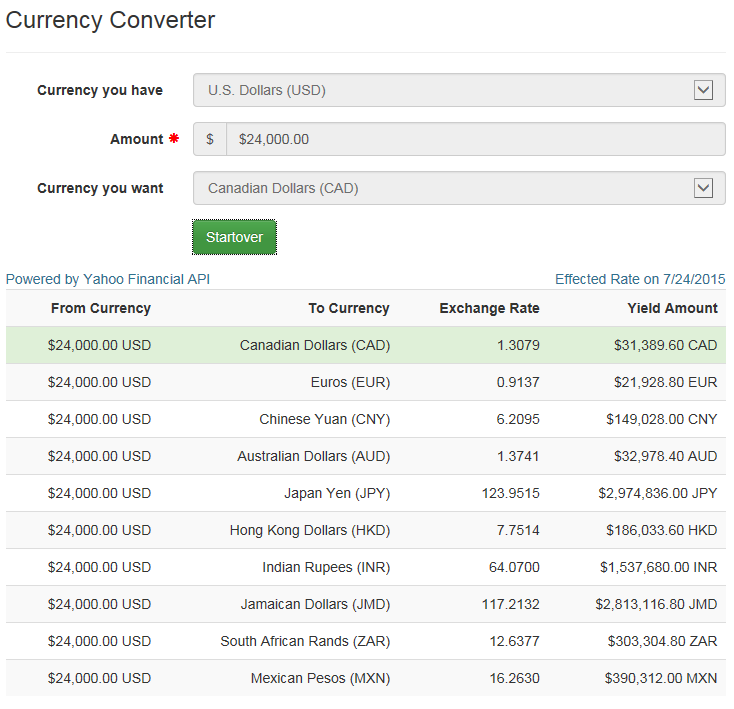 Currency Converter
Currency you have U.S. Dollars (USD)
Amount * $ $24,000.00
Currency you want Canadian Dollars (CAD)
Startover
Powered by Yahoo Financial API Effected Rate on 7/24/2015
From Currency To Currency Exchange Rate Yield Amount
$24,000.00 USD Canadian Dollars (CAD) 1.3079 $31,389.60 CAD
$24,000.00 USD Euros (EUR) 0.9137 $21,928.80 EUR
$24,000.00 USD Chinese Yuan (CNY) 6.2095 $149,028.00 CNY
$24,000.00 USD Australian Dollars (AUD) 1.3741 $32,978.40 AUD
$24,000.00 USD Japan Yen (JPY) 123.9515 $2,974,836.00 JPY
$24,000.00 USD Hong Kong Dollars (HKD) 7.7514 $186,033.60 HKD
$24,000.00 USD Indian Rupees (INR) 64.0700 $1,537,680.00 INR
$24,000.00 USD Jamaican Dollars (JMD) 117.2132 $2,813,116.80 JMD
$24,000.00 USD South African Rands (ZAR) 12.6377 $303,304.80 ZAR
$24,000.00 USD Mexican Pesos (MXN) 16.2630 $390,312.00 MXN